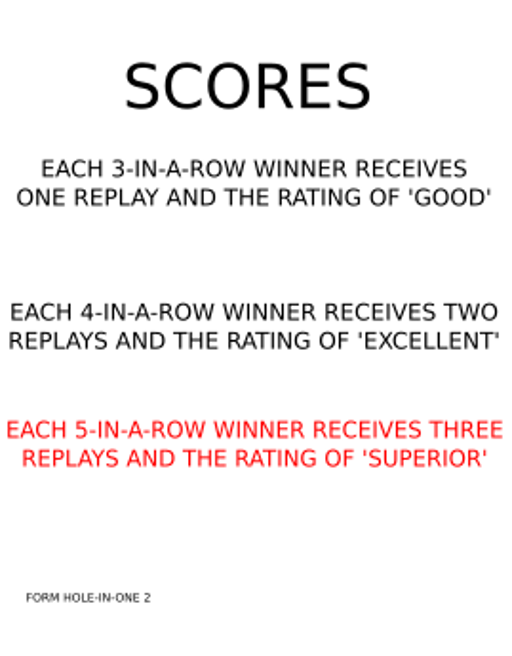 SCORES
EACH 3-IN-A-ROW WINNER RECEIVES
ONE REPLAY AND THE RATING OF 'GOOD'
EACH 4-IN-A-ROW WINNER RECEIVES TWO
REPLAYS AND THE RATING OF 'EXCELLENT'
EACH 5-IN-A-ROW WINNER RECEIVES THREE
REPLAYS AND THE RATING OF 'SUPERIOR'
FORM HOLE-IN-ONE 2